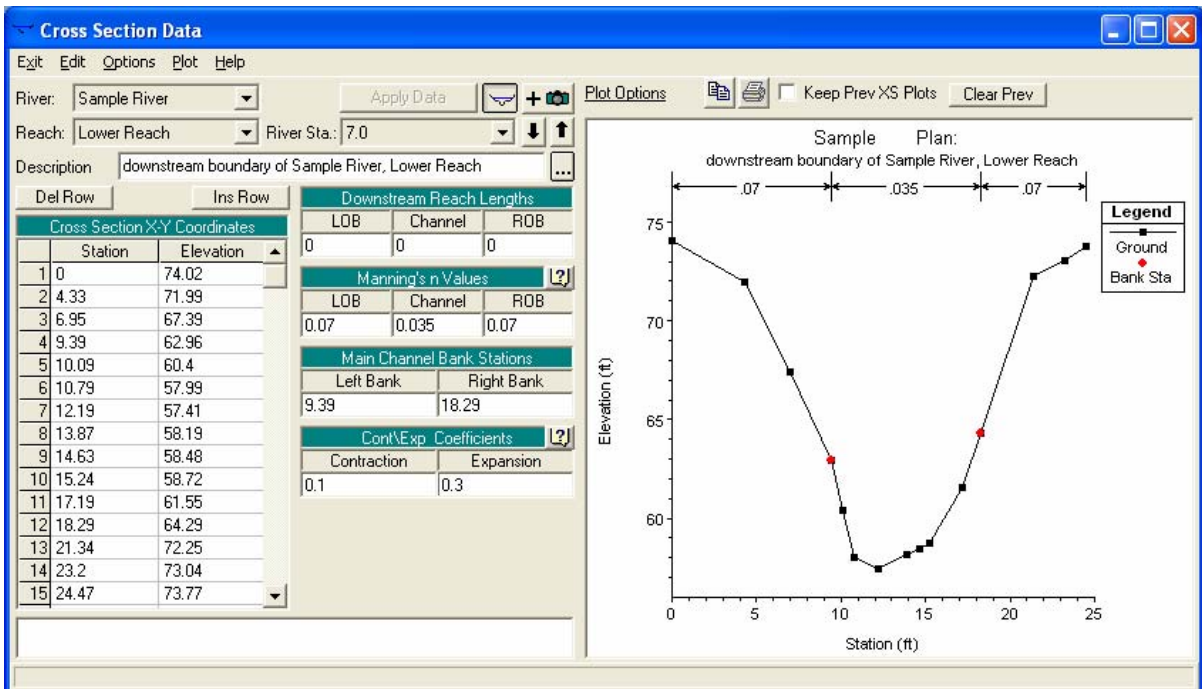 Cross Section Data
Exit Edit Options Plot Help
River: Sample River Apply Data
Reach: Lower Reach River Sta.: 7.0
Description downstream boundary of Sample River, Lower Reach ...
Del Row Ins Row
Cross Section X-Y Coordinates
Station Elevation
1 0 74.02
2 4.33 71.99
3 6.95 67.39
4 9.39 62.96
5 10.09 60.4
6 10.79 57.99
7 12.19 57.41
8 13.87 58.19
9 14.63 58.48
10 15.24 58.72
11 17.19 61.55
12 18.29 64.29
13 21.34 72.25
14 23.2 73.04
15 24.47 73.77
Downstream Reach Lengths
LOB Channel ROB
0 0 0
Manning's n Values
LOB Channel ROB
0.07 0.035 0.07
Main Channel Bank Stations
Left Bank Right Bank
9.39 18.29
Cont\Exp Coefficients
Contraction Expansion
0.1 0.3
Plot Options Keep Prev XS Plots Clear Prev
Sample Plan:
downstream boundary of Sample River, Lower Reach
.07 .035 .07
Legend
Ground
Bank Sta
Elevation (ft)
75
70
65
60
0 5 10 15 20 25
Station (ft)